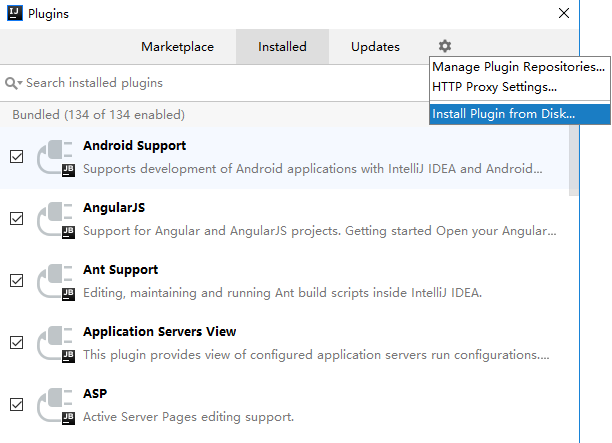 IJ Plugins
Marketplace Installed Updates
Manage Plugin Repositories...
HTTP Proxy Settings...
Install Plugin from Disk...
Search installed plugins
Bundled (134 of 134 enabled)
Android Support
JB Supports development of Android applications with IntelliJ IDEA and Android...
AngularJS
JB Support for Angular and AngularJS projects. Getting started Open your Angular...
Ant Support
JB Editing, maintaining and running Ant build scripts inside IntelliJ IDEA.
Application Servers View
JB This plugin provides view of configured application servers run configurations....
ASP
JB Active Server Pages editing support.